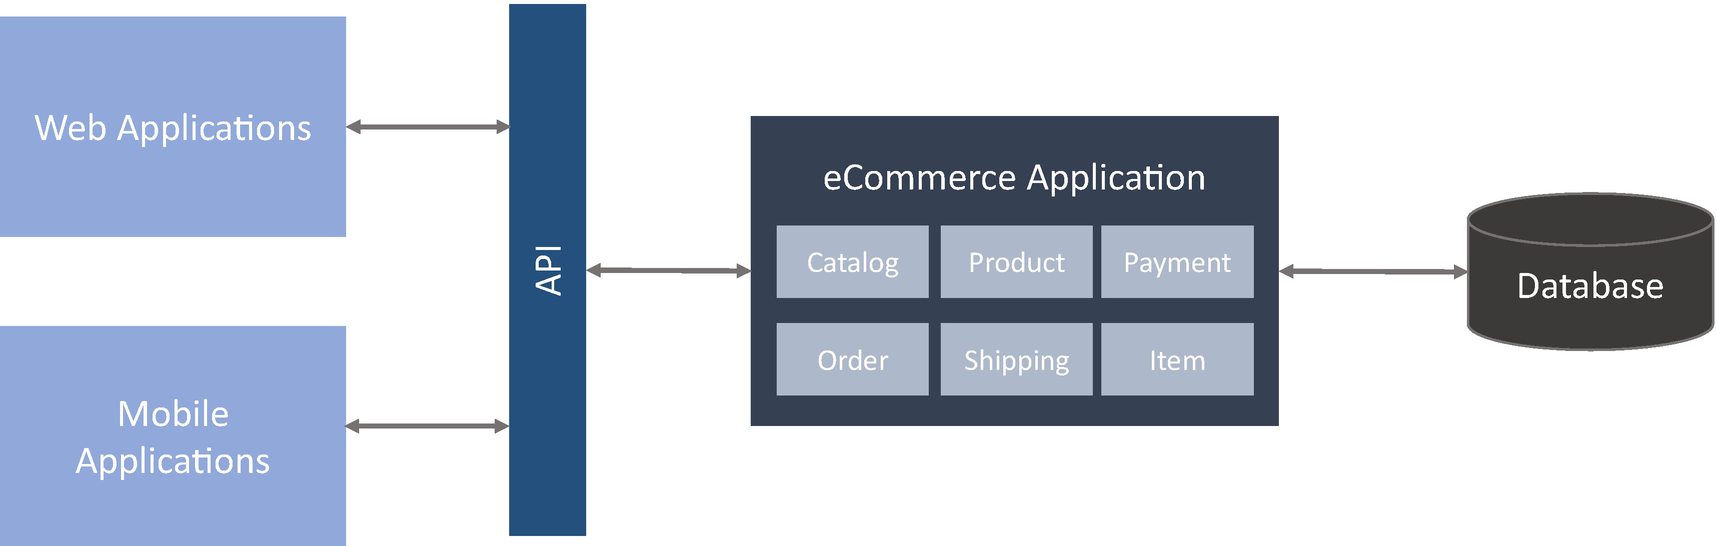 Web Applications
Mobile
Applications
API
eCommerce Application
Catalog
Product
Payment
Order
Shipping
Item
Database